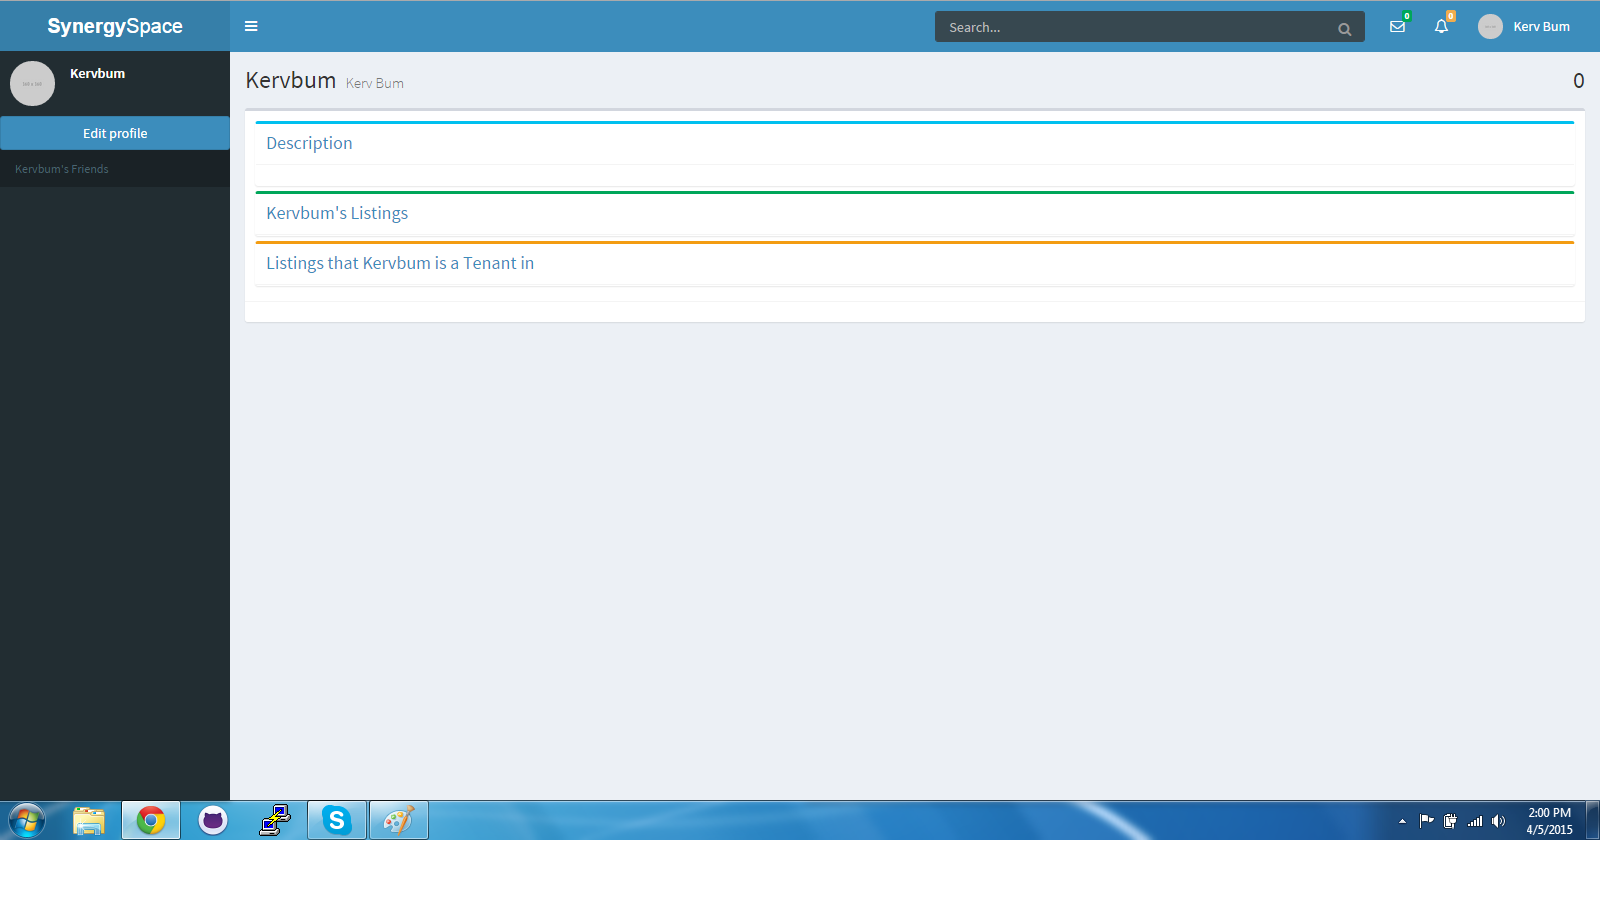 SynergySpace
Search...
0
0
Kerv Bum
Kervbum
Edit profile
Kervbum's Friends
Kervbum Kerv Bum
0
Description
Kervbum's Listings
Listings that Kervbum is a Tenant in
S
2:00 PM
4/5/2015